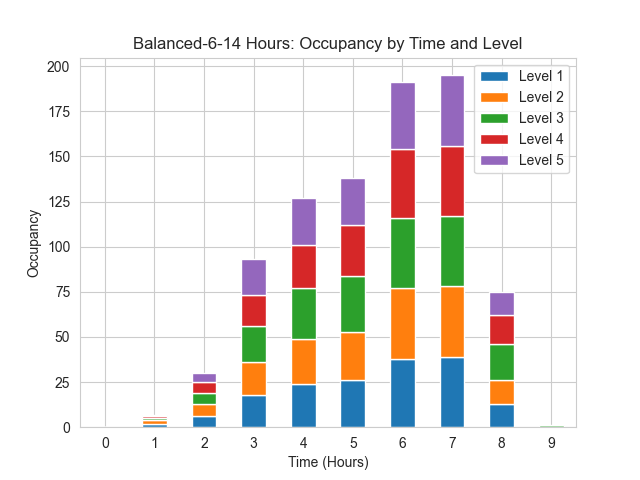 Balanced-6-14 Hours: Occupancy by Time and Level
Occupancy
200
175
150
125
100
75
50
25
0
Level 1
Level 2
Level 3
Level 4
Level 5
0 1 2 3 4 5 6 7 8 9
Time (Hours)